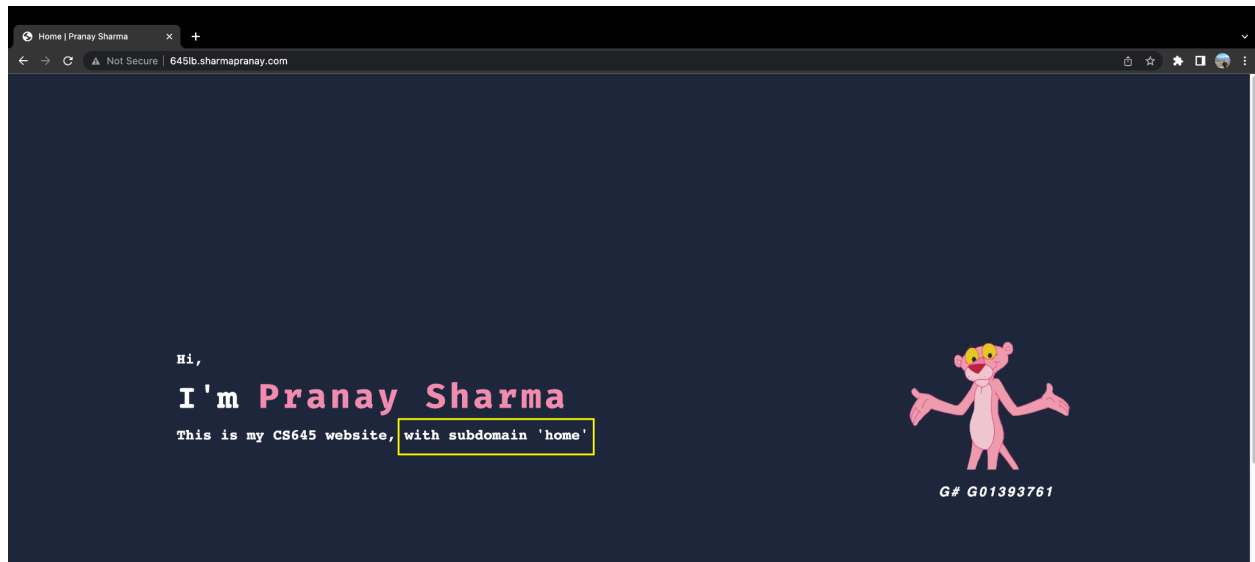 Home | Pranay Sharma
Not Secure | 645lb.sharmapranay.com
Hi,
I'm Pranay Sharma
This is my CS645 website, with subdomain 'home'
G# G01393761